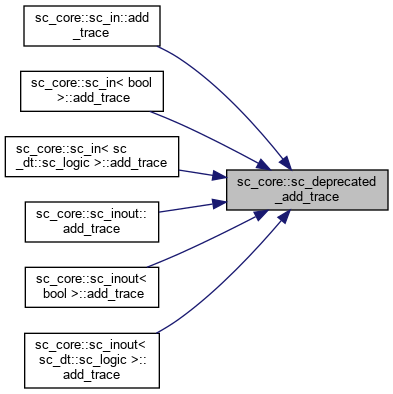 sc_core::sc_in::add
_trace
sc_core::sc_in< bool
>::add_trace
sc_core::sc_in< sc
_dt::sc_logic >::add_trace
sc_core::sc_deprecated
_add_trace
sc_core::sc_inout::
add_trace
sc_core::sc_inout<
bool >::add_trace
sc_core::sc_inout<
sc_dt::sc_logic >::
add_trace